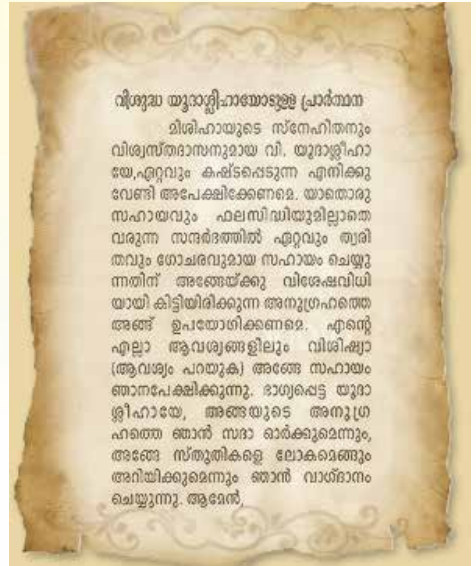 വിശുദ്ധ യൂദാശ്ലീഹായോടുള്ള പ്രാർത്ഥന
മിശിഹായുടെ സ്നേഹിതനും
വിശ്വസ്തദാസനുമായ വി. യൂദാശ്ലീഹാ
യേ,ഏറ്റവും കഷ്ടപ്പെടുന്ന എനിക്കു
വേണ്ടി അപേക്ഷിക്കേണമെ. യാതൊരു
സഹായവും ഫലസിദ്ധിയുമില്ലാതെ
വരുന്ന സന്ദർഭത്തിൽ ഏറ്റവും ത്വരി
തവും ഗോചരവുമായ സഹായം ചെയ്യു
ന്നതിന് അങ്ങേയ്ക്കു വിശേഷവിധി
യായി കിട്ടിയിരിക്കുന്ന അനുഗ്രഹത്തെ
അങ്ങ് ഉപയോഗിക്കണമെ. എന്റെ
എല്ലാ ആവശ്യങ്ങളിലും വിശിഷ്യാ
(ആവശ്യം പറയുക) അങ്ങേ സഹായം
ഞാനപേക്ഷിക്കുന്നു. ഭാഗ്യപ്പെട്ട യൂദാ
ശ്ലീഹായേ, അങ്ങയുടെ അനുഗ്ര
ഹത്തെ ഞാൻ സദാ ഓർക്കുമെന്നും,
അങ്ങേ സ്തുതികളെ ലോകമെങ്ങും
അറിയിക്കുമെന്നും ഞാൻ വാഗ്ദാനം
ചെയ്യുന്നു. ആമേൻ,